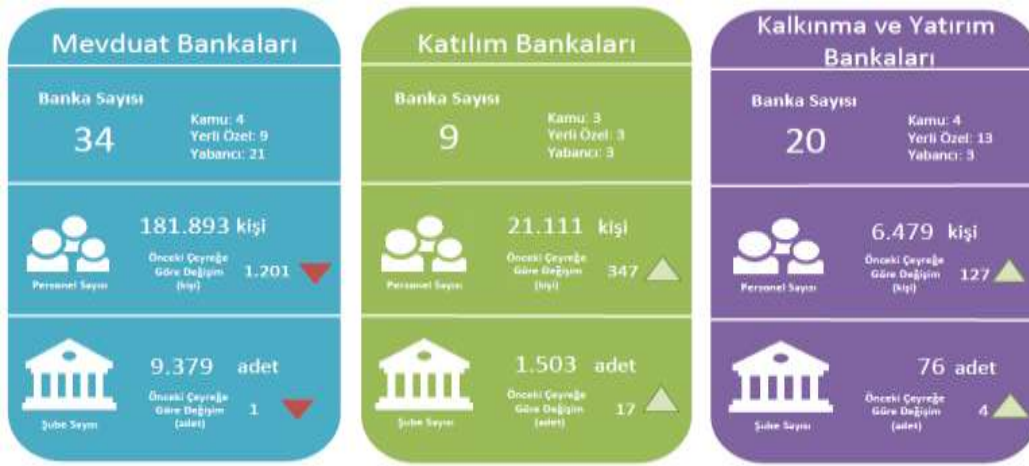 Mevduat Bankaları
Banka Sayısı
34
Kamu: 4
Yerli Özel: 9
Yabancı: 21
181.893 kişi
Önceki Çeyreğe
Göre Değişim
(kişi)
1.201
Personel Sayısı
9.379 adet
Önceki Çeyreğe
Göre Değişim
(adet)
1
Şube Sayısı
Katılım Bankaları
Banka Sayısı
9
Kamu: 3
Yerli Özel: 3
Yabancı: 3
21.111 kişi
Önceki Çeyreğe
Göre Değişim
(kişi)
347
Personel Sayısı
1.503 adet
Önceki Çeyreğe
Göre Değişim
(adet)
17
Şube Sayısı
Kalkınma ve Yatırım
Bankaları
Banka Sayısı
20
Kamu: 4
Yerli Özel: 13
Yabancı: 3
6.479 kişi
Önceki Çeyreğe
Göre Değişim
(kişi)
127
Personel Sayısı
76 adet
Önceki Çeyreğe
Göre Değişim
(adet)
4
Şube Sayısı